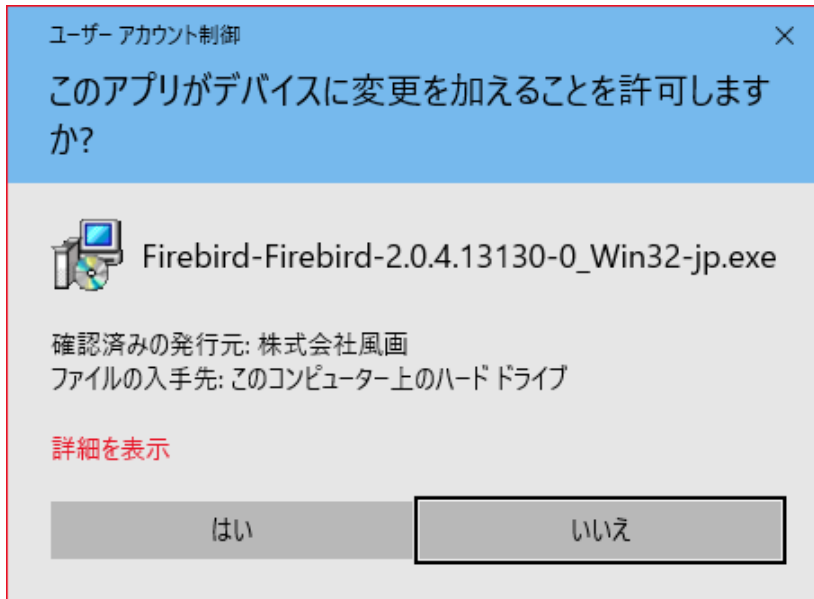 ユーザー アカウント制御
このアプリがデバイスに変更を加えることを許可します
か?
Firebird-Firebird-2.0.4.13130-0_Win32-jp.exe
確認済みの発行元: 株式会社風画
ファイルの入手先: このコンピューター上のハード ドライブ
詳細を表示
はい
いいえ